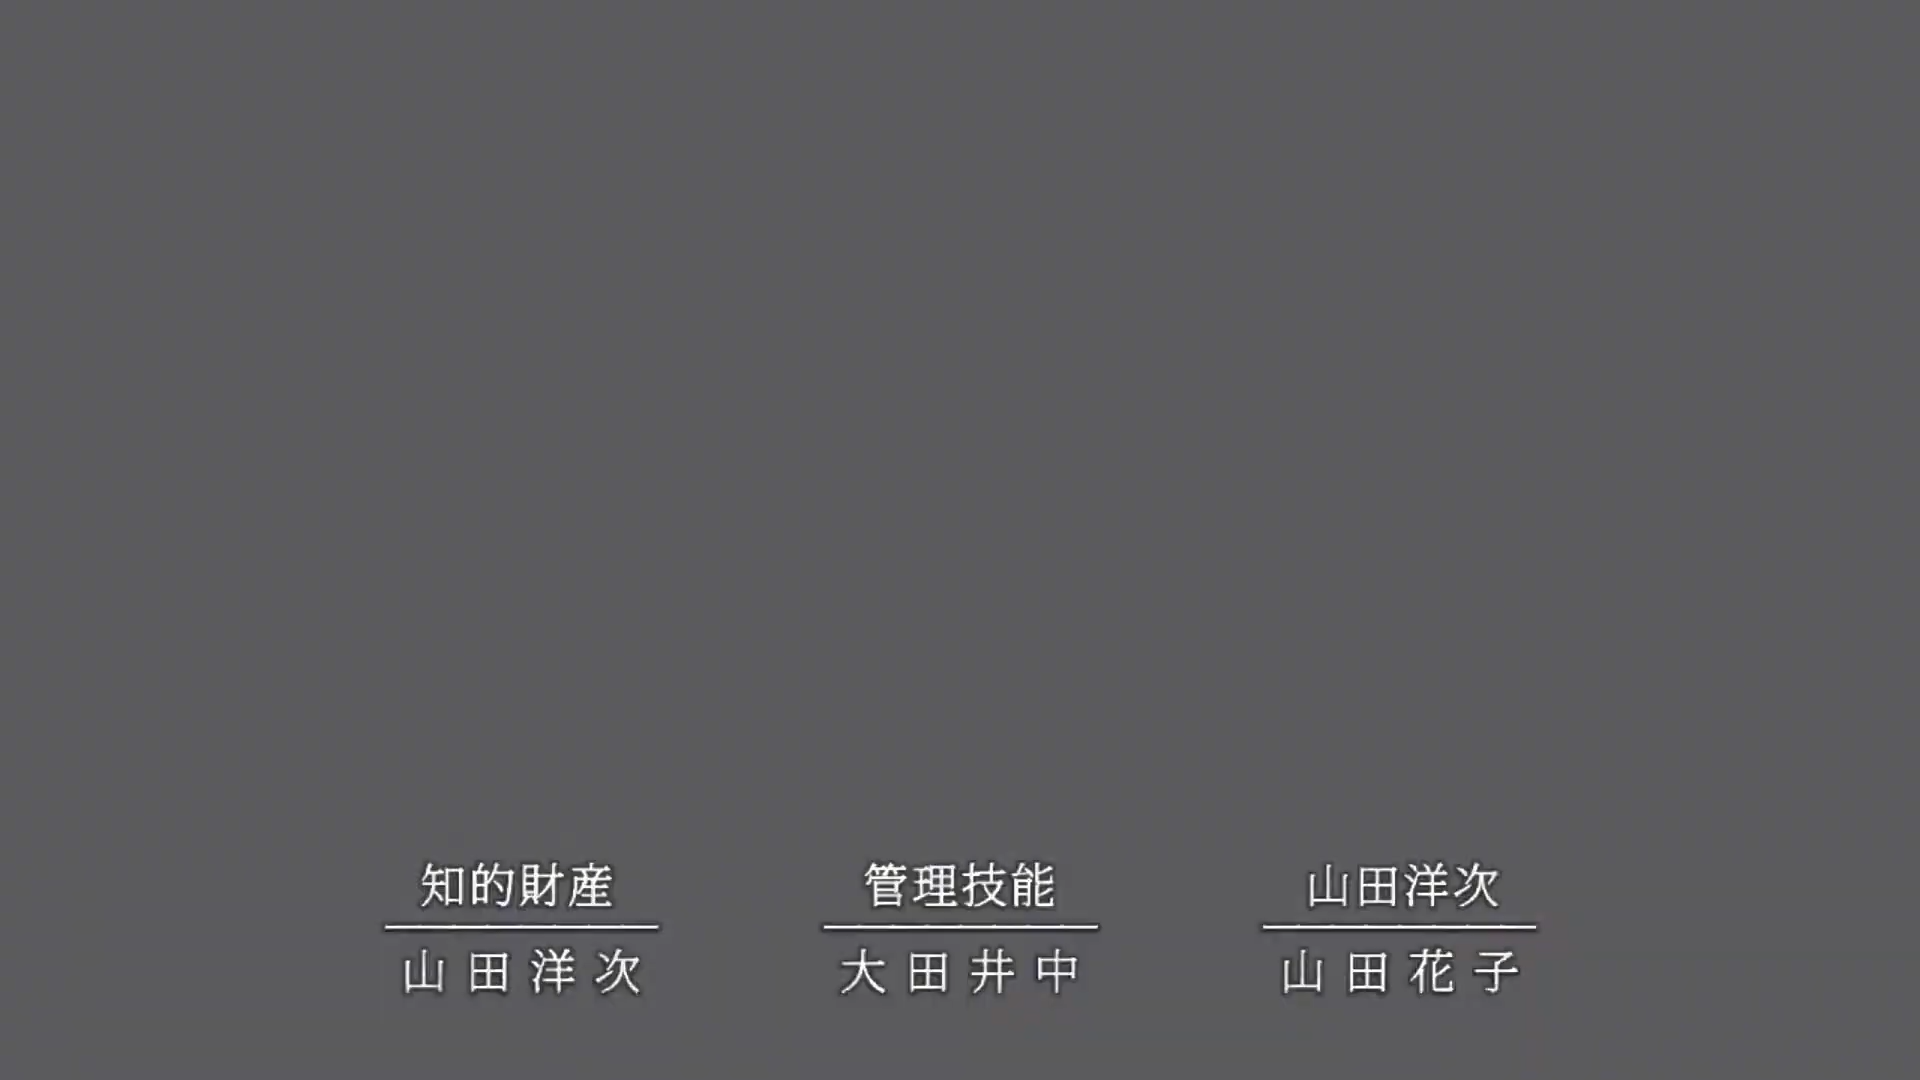 知的財産
山田洋次
管理技能
大田井中
山田洋次
山田花子